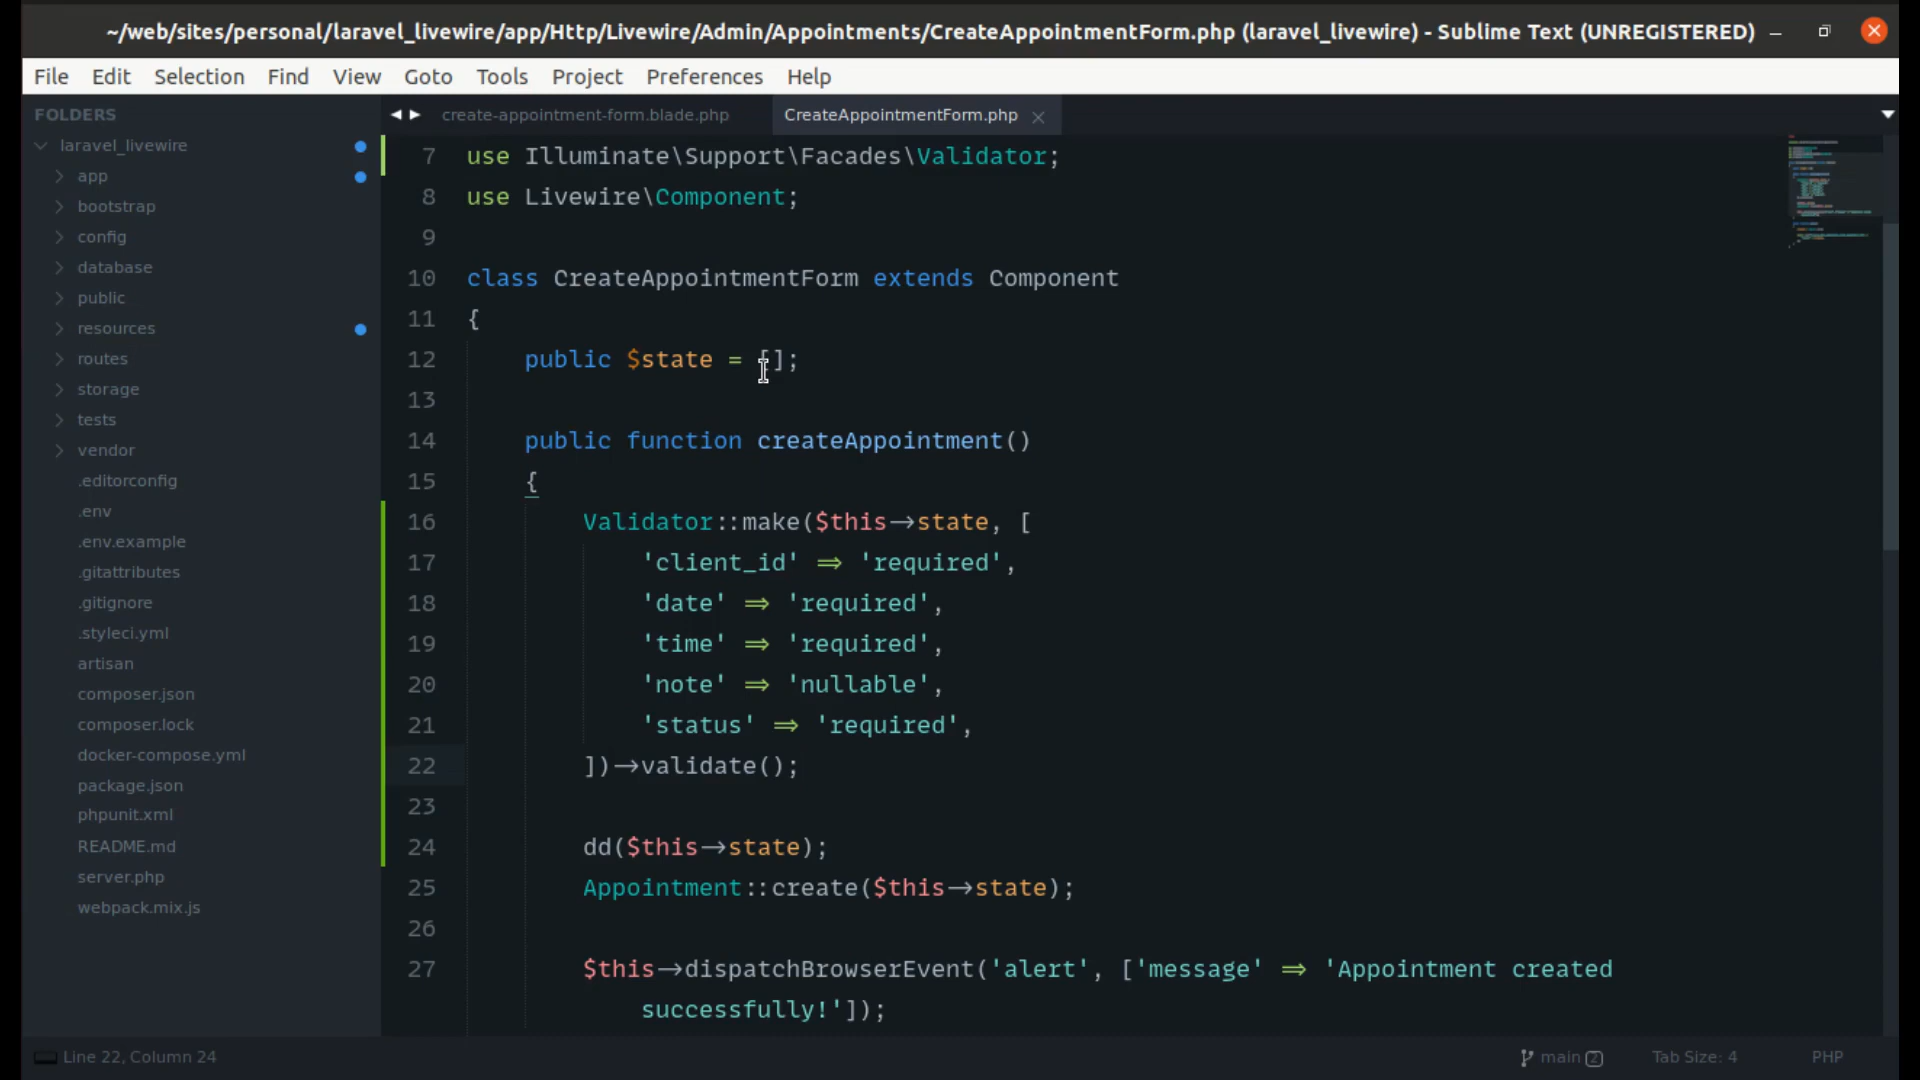 ~/web/sites/personal/laravel_livewire/app/Http/Livewire/Admin/Appointments/CreateAppointmentForm.php (laravel_livewire) - Sublime Text (UNREGISTERED)
File Edit Selection Find View Goto Tools Project Preferences Help
FOLDERS
laravel_livewire
app
bootstrap
config
database
public
resources
routes
storage
tests
vendor
.editorconfig
.env
.env.example
.gitattributes
.gitignore
.styleci.yml
artisan
composer.json
composer.lock
docker-compose.yml
package.json
phpunit.xml
README.md
server.php
webpack.mix.js
create-appointment-form.blade.php CreateAppointmentForm.php
7 use Illuminate\Support\Facades\Validator;
8 use Livewire\Component;
9
10 class CreateAppointmentForm extends Component
11 {
12 public $state = [];
13
14 public function createAppointment()
15 {
16 Validator::make($this->state, [
17 'client_id' => 'required',
18 'date' => 'required',
19 'time' => 'required',
20 'note' => 'nullable',
21 'status' => 'required',
22 ])->validate();
23
24 dd($this->state);
25 Appointment::create($this->state);
26
27 $this->dispatchBrowserEvent('alert', ['message' => 'Appointment created
successfully!']);
Line 22, Column 24 main 2 Tab Size: 4 PHP